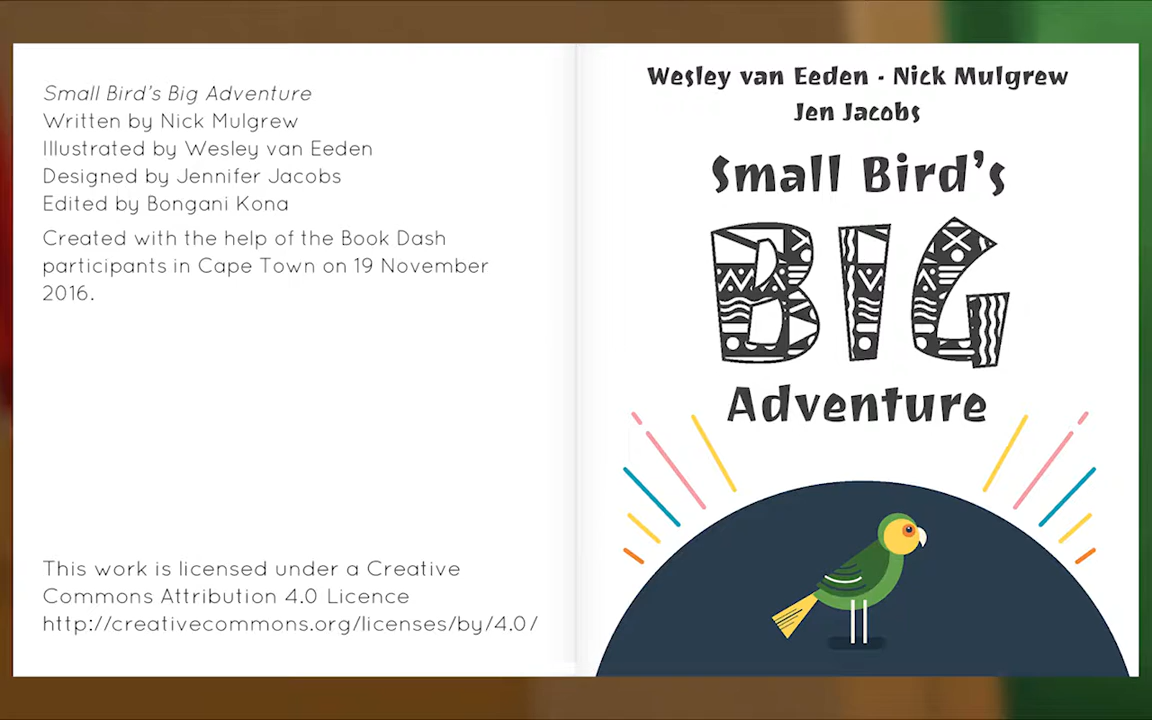 Small Bird's Big Adventure
Written by Nick Mulgrew
Illustrated by Wesley van Eeden
Designed by Jennifer Jacobs
Edited by Bongani Kona
Created with the help of the Book Dash
participants in Cape Town on 19 November
2016.
This work is licensed under a Creative
Commons Attribution 4.0 Licence
http://creativecommons.org/licenses/by/4.0/
Wesley van Eeden - Nick Mulgrew
Jen Jacobs
Small Bird's
BIG
Adventure